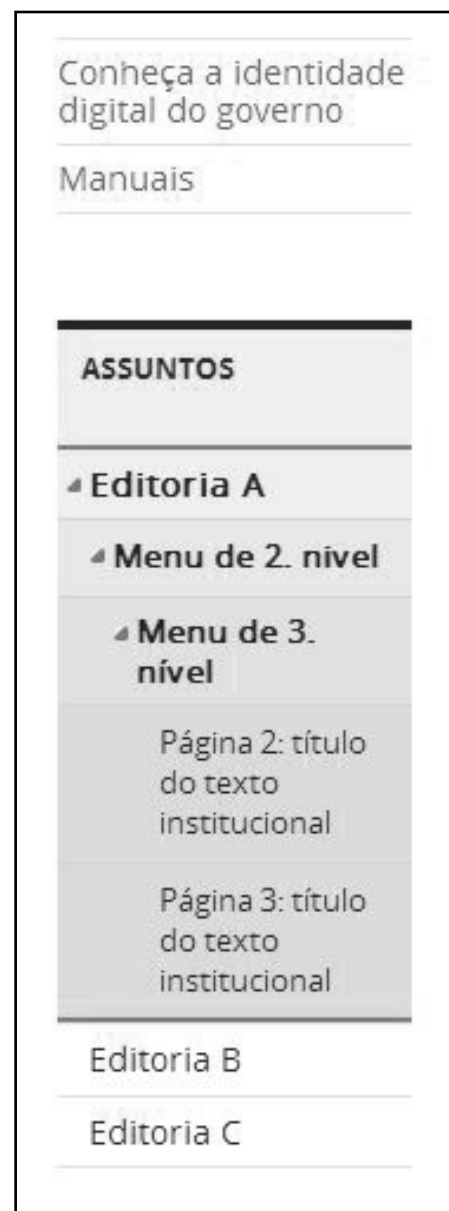 Conheça a identidade
digital do governo
Manuais
ASSUNTOS
Editoria A
Menu de 2. nivel
Menu de 3.
nível
Página 2: título
do texto
institucional
Página 3: título
do texto
institucional
Editoria B
Editoria C